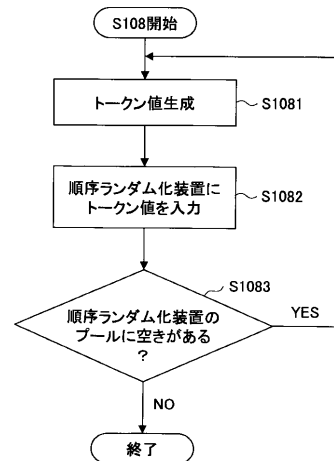 S108開始
トークン値生成
S1081
順序ランダム化装置に
トークン値を入力
S1082
S1083
順序ランダム化装置の
プールに空きがある
？
YES
NO
終了